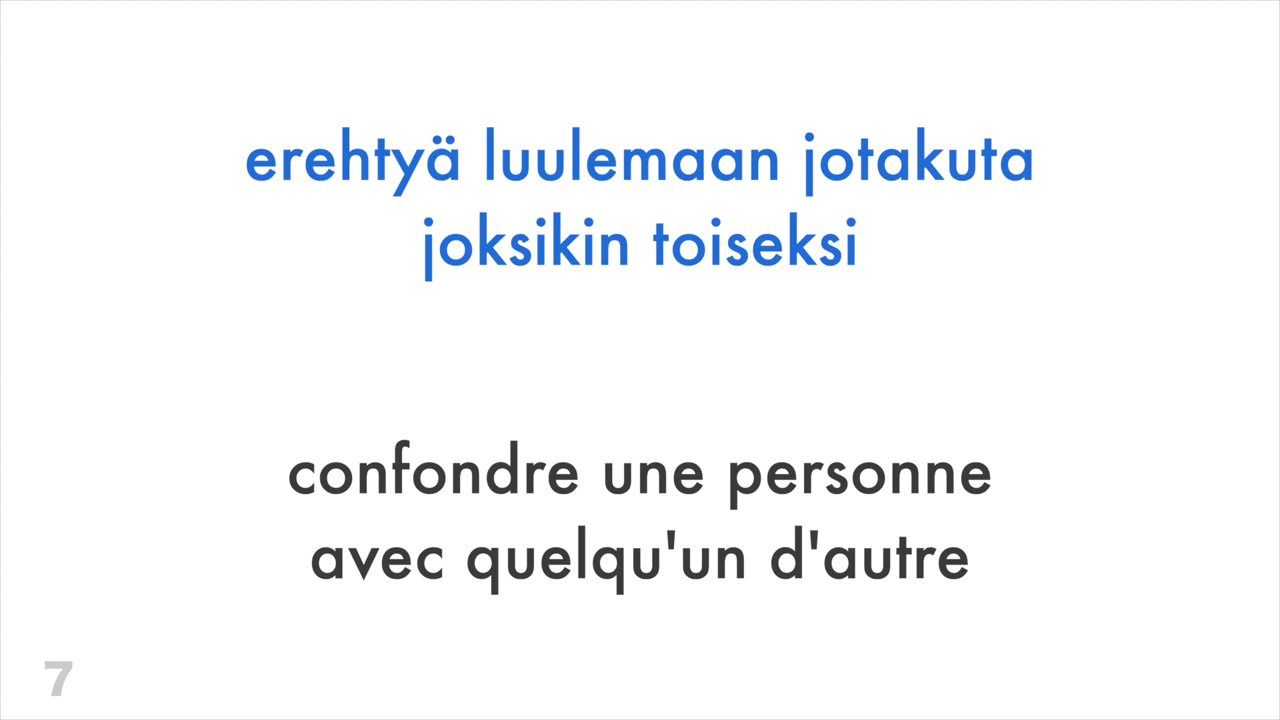 erehtyä luulemaan jotakuta
joksikin toiseksi
confondre une personne
avec quelqu'un d'autre
7